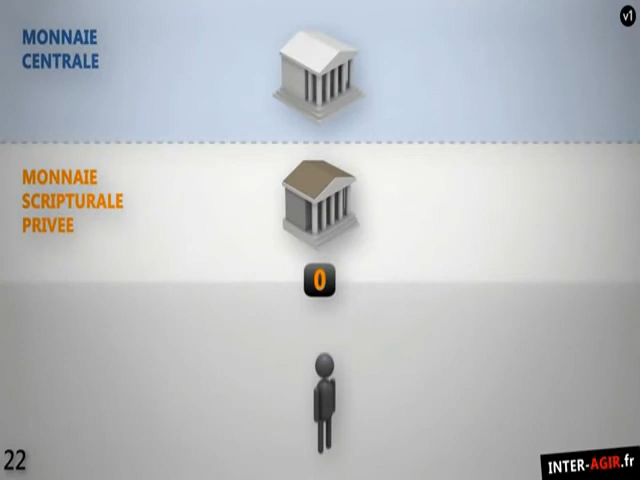 v1
MONNAIE
CENTRALE
MONNAIE
SCRIPTURALE
PRIVEE
0
22
INTER-AGIR.fr